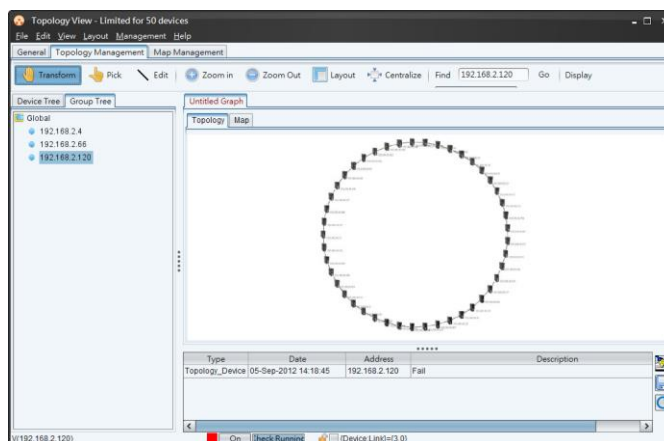 Topology View - Limited for 50 devices
File Edit View Layout Management Help
General Topology Management Map Management
Transform Pick Edit Zoom in Zoom Out Layout Centralize Find 192.168.2.120 Go Display
Device Tree Group Tree Untitled Graph
Global
Topology Map
192.168.2.4
192.168.2.66
192.168.2.120
Type Date Address Description
Topology_Device 05-Sep-2012 14:18:45 192.168.2.120 Fail
V(192.168.2.120) On Check Running (Device:Link)=(3,0)